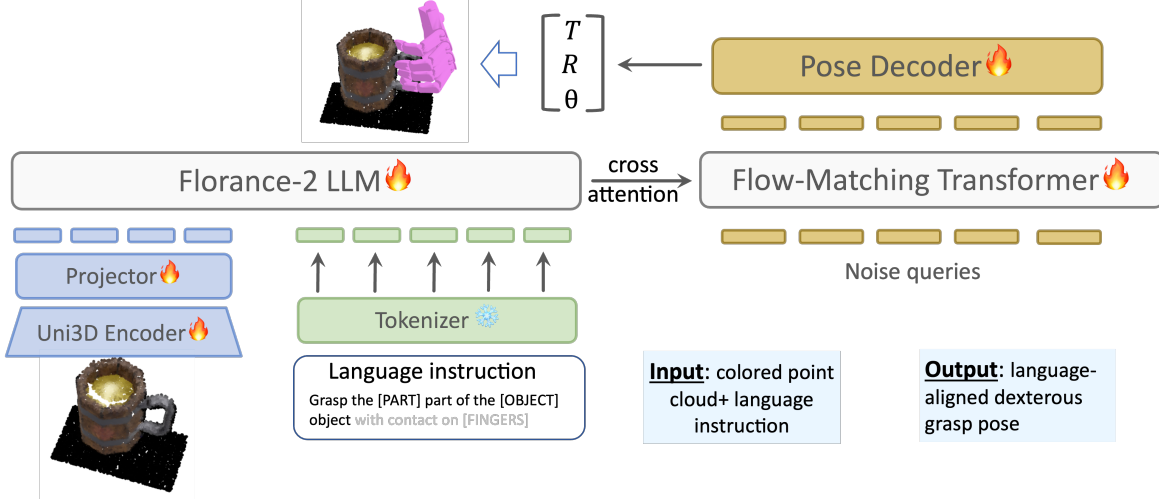 T
R
θ
Pose Decoder
Florance-2 LLM
cross
attention
Flow-Matching Transformer
Projector
Noise queries
Uni3D Encoder
Tokenizer
Language instruction
Grasp the [PART] part of the [OBJECT]
object with contact on [FINGERS]
Input: colored point
cloud+ language
instruction
Output: language-
aligned dexterous
grasp pose